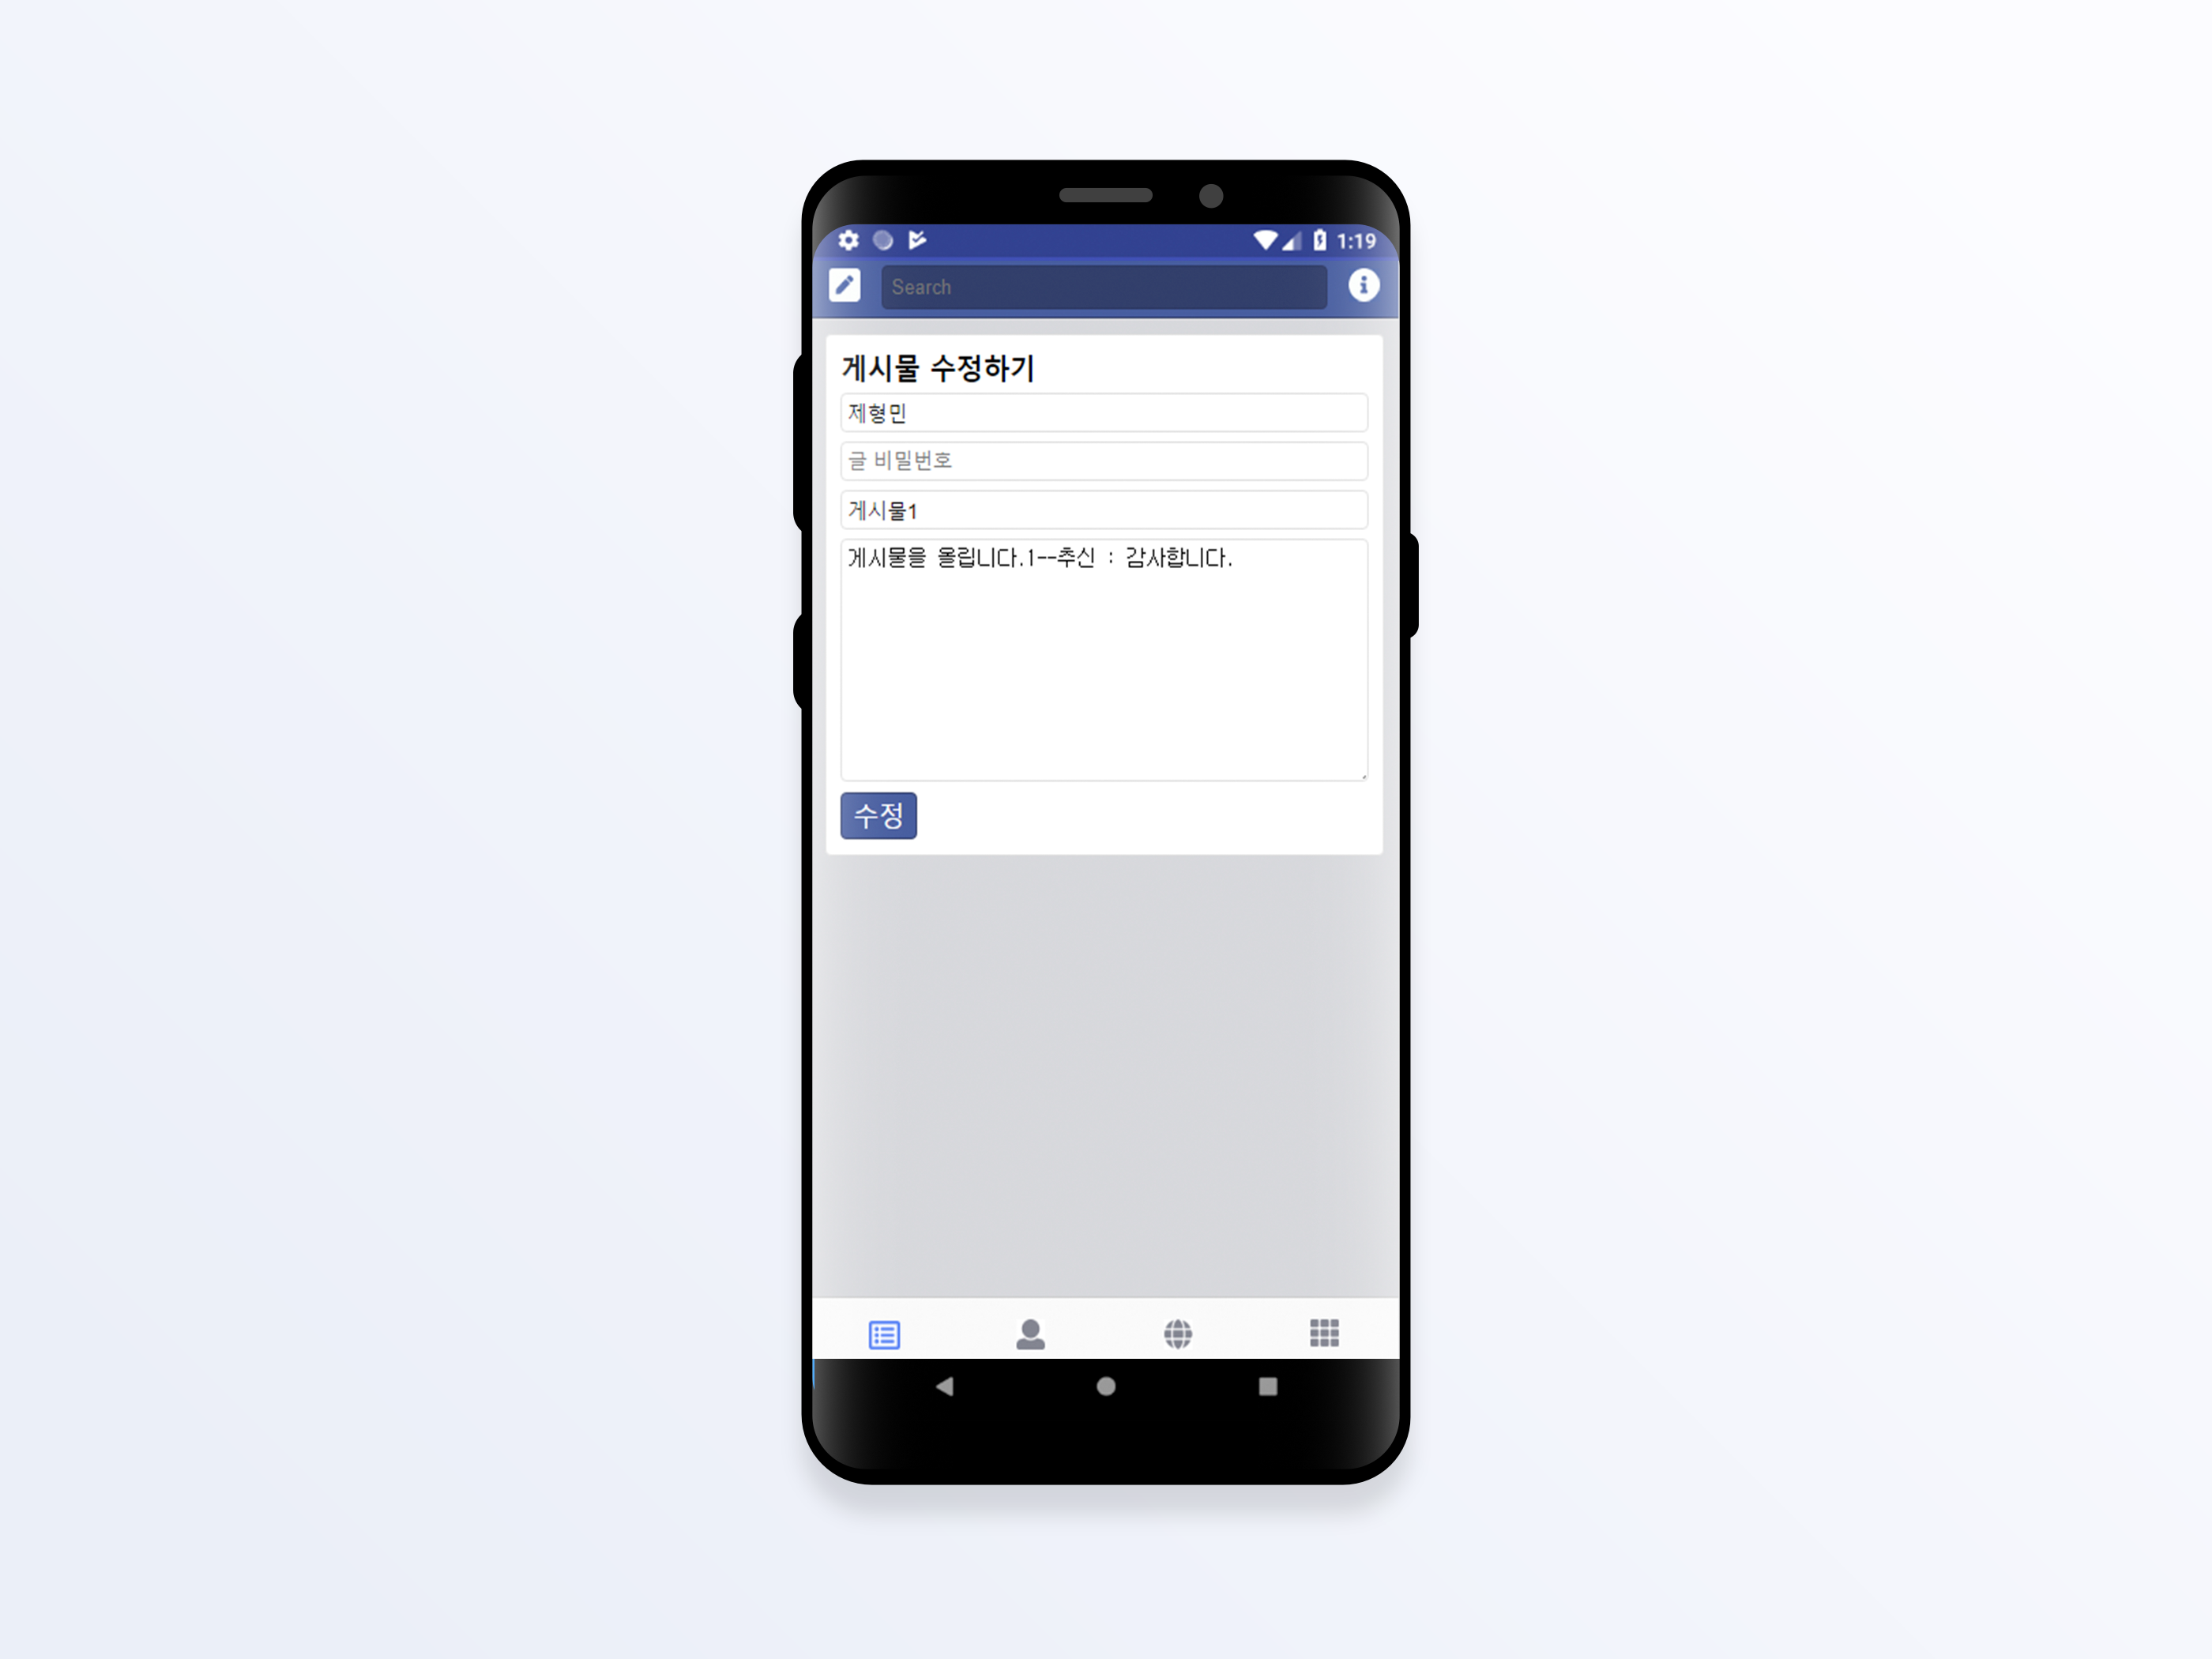 1:19
Search
게시물 수정하기
제형민
글 비밀번호
게시물1
게시물을 올립니다.1--추신 : 감사합니다.
수정